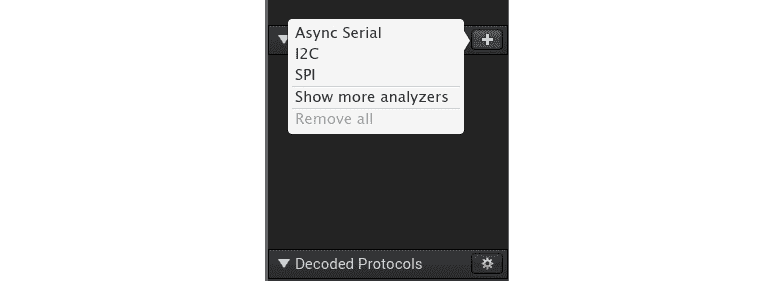 Async Serial
I2C
SPI
Show more analyzers
Remove all
Decoded Protocols